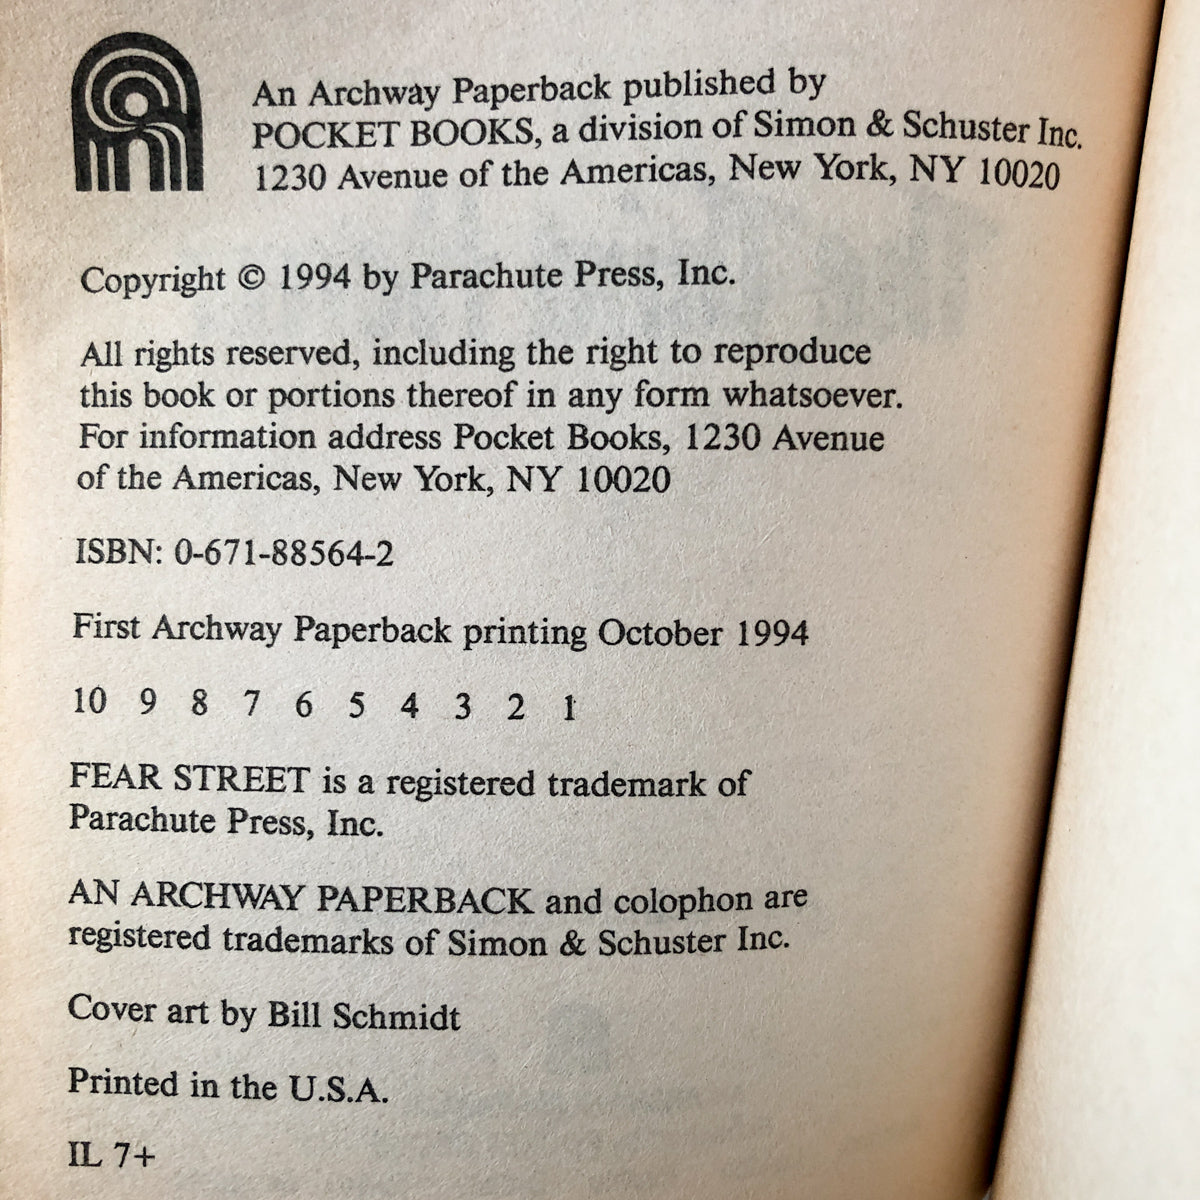 An Archway Paperback published by
POCKET BOOKS, a division of Simon & Schuster Inc.
1230 Avenue of the Americas, New York, NY 10020
Copyright © 1994 by Parachute Press, Inc.
All rights reserved, including the right to reproduce
this book or portions thereof in any form whatsoever.
For information address Pocket Books, 1230 Avenue
of the Americas, New York, NY 10020
ISBN: 0-671-88564-2
First Archway Paperback printing October 1994
10 9 8 7 6 5 4 3 2 1
FEAR STREET is a registered trademark of
Parachute Press, Inc.
AN ARCHWAY PAPERBACK and colophon are
registered trademarks of Simon & Schuster Inc.
Cover art by Bill Schmidt
Printed in the U.S.A.
IL 7+